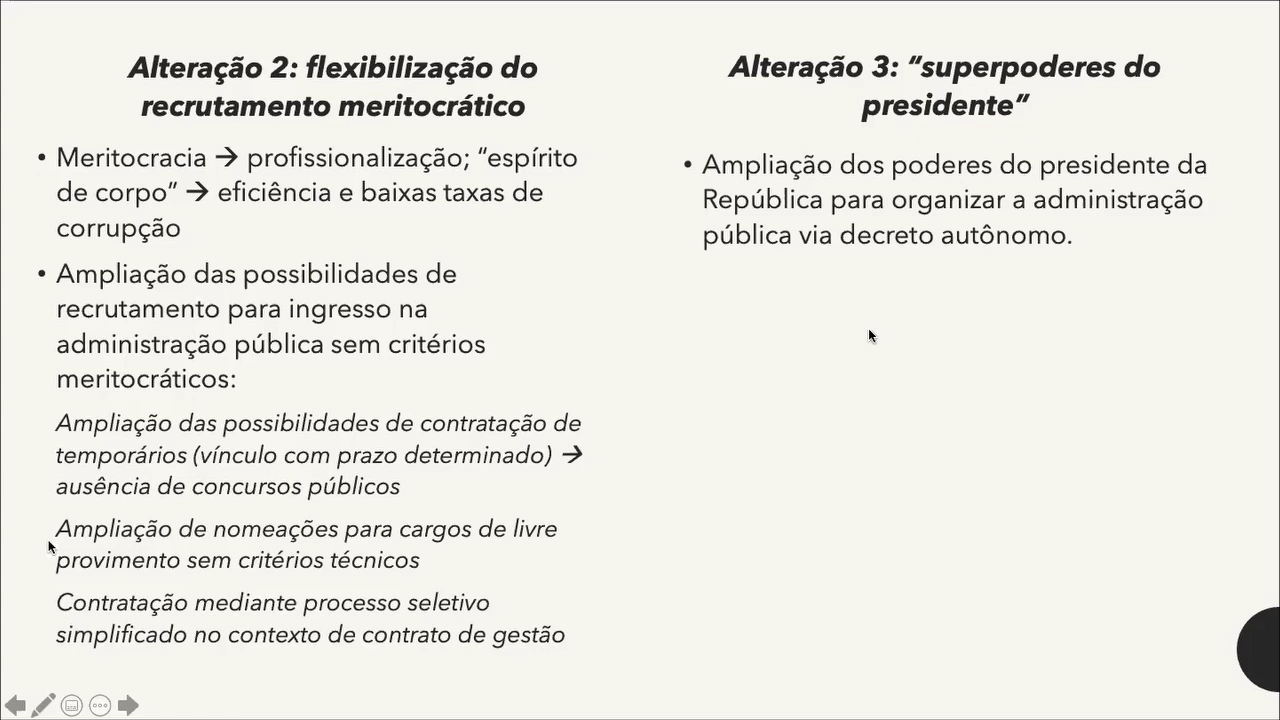 Alteração 2: flexibilização do
recrutamento meritocrático
• Meritocracia → profissionalização; “espírito
de corpo” → eficiência e baixas taxas de
corrupção
• Ampliação das possibilidades de
recrutamento para ingresso na
administração pública sem critérios
meritocráticos:
Ampliação das possibilidades de contratação de
temporários (vínculo com prazo determinado) →
ausência de concursos públicos
Ampliação de nomeações para cargos de livre
provimento sem critérios técnicos
Contratação mediante processo seletivo
simplificado no contexto de contrato de gestão
Alteração 3: “superpoderes do
presidente”
• Ampliação dos poderes do presidente da
República para organizar a administração
pública via decreto autônomo.